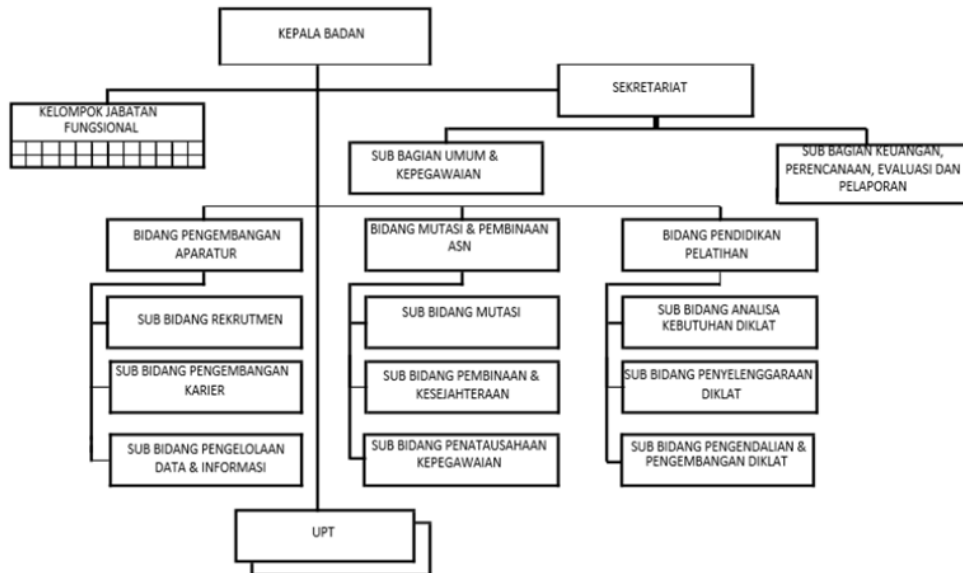 KEPALA BADAN
SEKRETARIAT
KELOMPOK JABATAN
FUNGSIONAL
SUB BAGIAN UMUM &
KEPEGAWAIAN
SUB BAGIAN KEUANGAN,
PERENCANAAN, EVALUASI DAN
PELAPORAN
BIDANG PENGEMBANGAN
APARATUR
BIDANG MUTASI & PEMBINAAN
ASN
BIDANG PENDIDIKAN
PELATIHAN
SUB BIDANG REKRUTMEN
SUB BIDANG MUTASI
SUB BIDANG ANALISA
KEBUTUHAN DIKLAT
SUB BIDANG PENGEMBANGAN
KARIER
SUB BIDANG PEMBINAAN &
KESEJAHTERAAN
SUB BIDANG PENYELENGGARAAN
DIKLAT
SUB BIDANG PENGELOLAAN
DATA & INFORMASI
SUB BIDANG PENATAUSAHAAN
KEPEGAWAIAN
SUB BIDANG PENGENDALIAN &
PENGEMBANGAN DIKLAT
UPT